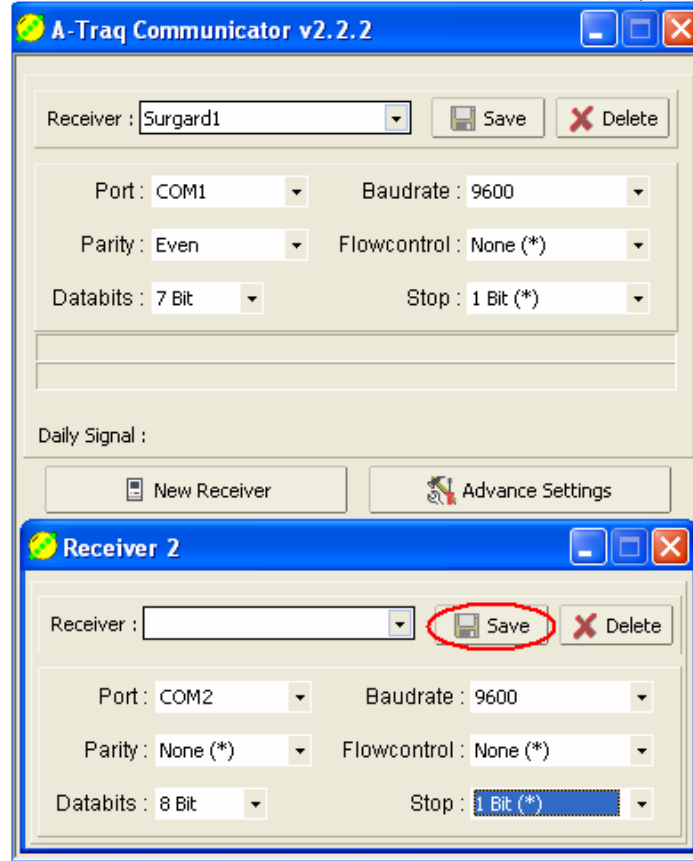 A-Traq Communicator v2.2.2
Receiver : Surgard1 Save Delete
Port : COM1 Baudrate : 9600
Parity : Even Flowcontrol : None (*)
Databits : 7 Bit Stop : 1 Bit (*)
Daily Signal :
New Receiver Advance Settings
Receiver 2
Receiver : Save Delete
Port : COM2 Baudrate : 9600
Parity : None (*) Flowcontrol : None (*)
Databits : 8 Bit Stop : 1 Bit (*)